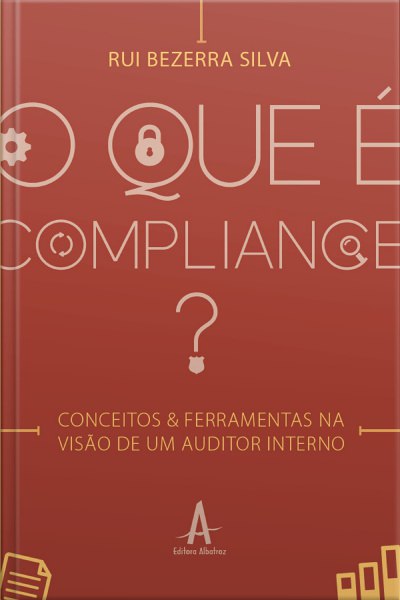 RUI BEZERRA SILVA
O QUE É
COMPLIANCE
?
CONCEITOS & FERRAMENTAS NA
VISÃO DE UM AUDITOR INTERNO
Editora Albatroz